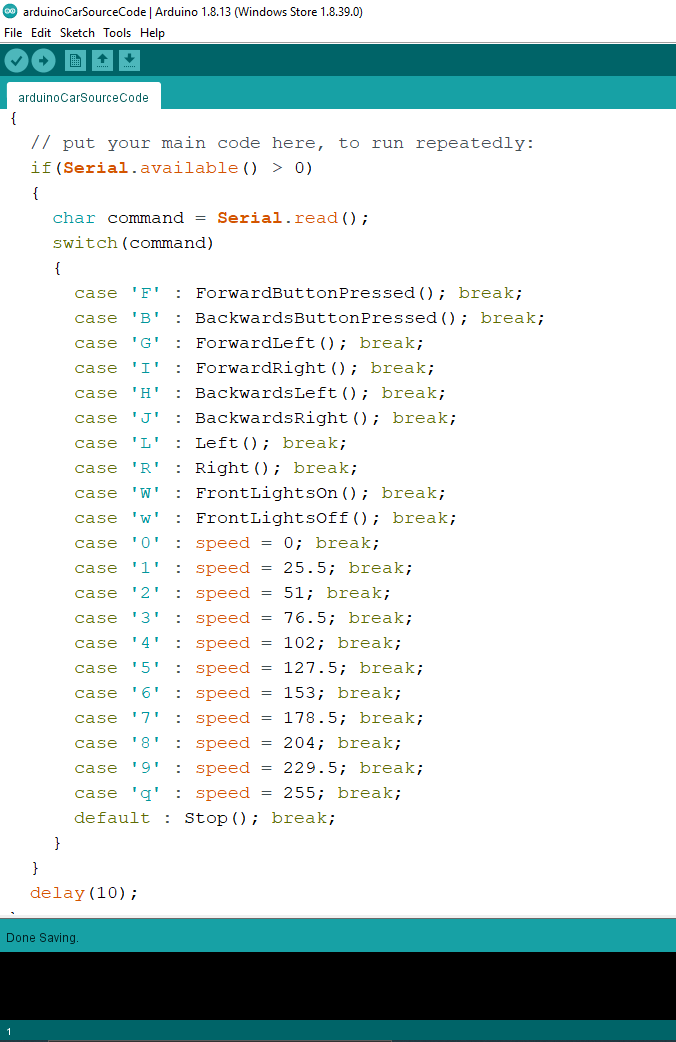 arduinoCarSourceCode | Arduino 1.8.13 (Windows Store 1.8.39.0)
File Edit Sketch Tools Help
arduinoCarSourceCode
{
// put your main code here, to run repeatedly:
if(Serial.available() > 0)
{
char command = Serial.read();
switch(command)
{
case 'F' : ForwardButtonPressed(); break;
case 'B' : BackwardsButtonPressed(); break;
case 'G' : ForwardLeft(); break;
case 'I' : ForwardRight(); break;
case 'H' : BackwardsLeft(); break;
case 'J' : BackwardsRight(); break;
case 'L' : Left(); break;
case 'R' : Right(); break;
case 'W' : FrontLightsOn(); break;
case 'w' : FrontLightsOff(); break;
case '0' : speed = 0; break;
case '1' : speed = 25.5; break;
case '2' : speed = 51; break;
case '3' : speed = 76.5; break;
case '4' : speed = 102; break;
case '5' : speed = 127.5; break;
case '6' : speed = 153; break;
case '7' : speed = 178.5; break;
case '8' : speed = 204; break;
case '9' : speed = 229.5; break;
case 'q' : speed = 255; break;
default : Stop(); break;
}
}
delay(10);
Done Saving.
1